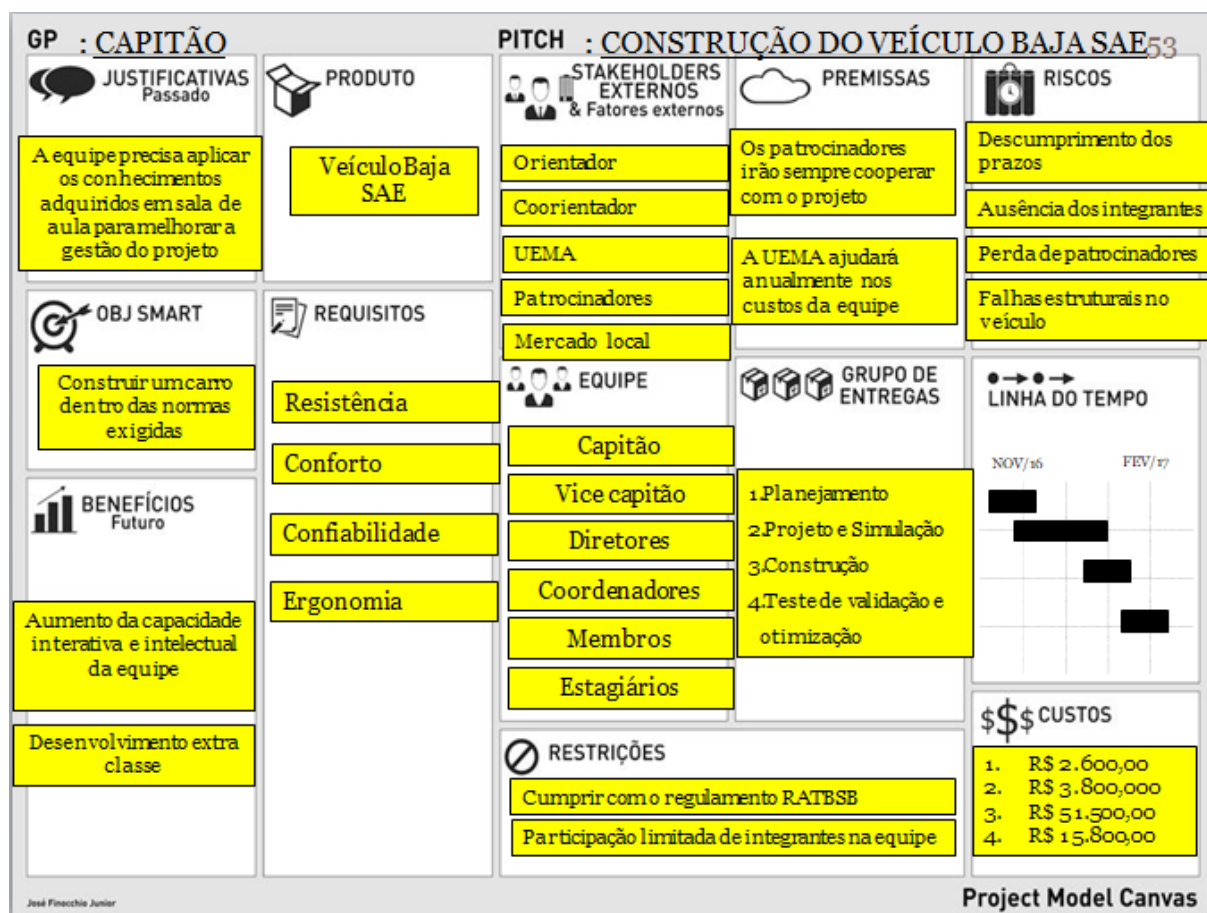 GP : CAPITÃO
PITCH : CONSTRUÇÃO DO VEÍCULO BAJA SAE53
JUSTIFICATIVAS
Passado
A equipe precisa aplicar
os conhecimentos
adquiridos em sala de
aula para melhorar a
gestão do projeto
PRODUTO
Veículo Baja
SAE
STAKEHOLDERS
EXTERNOS
& Fatores externos
Orientador
Coorientador
UEMA
Patrocinadores
Mercado local
PREMISSAS
Os patrocinadores
irão sempre cooperar
com o projeto
A UEMA ajudará
anualmente nos
custos da equipe
RISCOS
Descumprimento dos
prazos
Ausência dos integrantes
Perda de patrocinadores
Falhas estruturais no
veículo
OBJ SMART
Construir um carro
dentro das normas
exigidas
REQUISITOS
Resistência
Conforto
Confiabilidade
Ergonomia
EQUIPE
Capitão
Vice capitão
Diretores
Coordenadores
Membros
Estagiários
GRUPO DE
ENTREGAS
1.Planejamento
2.Projeto e Simulação
3.Construção
4.Teste de validação e
otimização
LINHA DO TEMPO
NOV/16 FEV/17
BENEFÍCIOS
Futuro
Aumento da capacidade
interativa e intelectual
da equipe
Desenvolvimento extra
classe
RESTRIÇÕES
Cumprir com o regulamento RATBSB
Participação limitada de integrantes na equipe
$$$ CUSTOS
1. R$ 2.600,00
2. R$ 3.800,000
3. R$ 51.500,00
4. R$ 15.800,00
José Finocchio Junior
Project Model Canvas